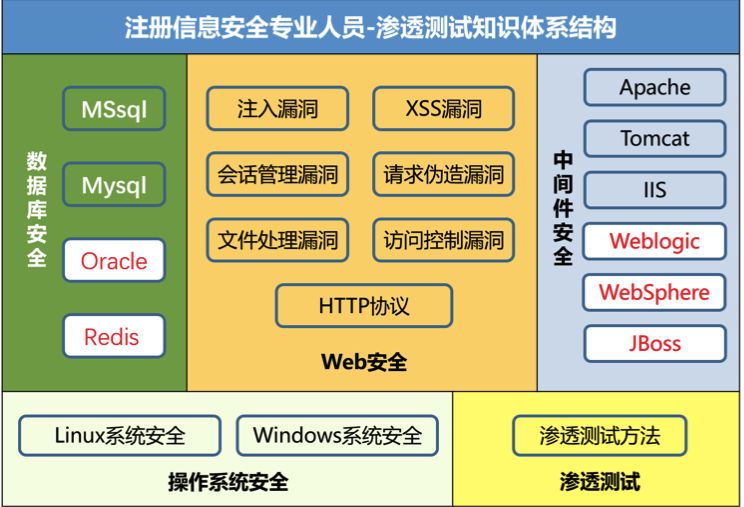 注册信息安全专业人员-渗透测试知识体系结构
数据库安全
MSsql
Mysql
Oracle
Redis
注入漏洞
XSS漏洞
会话管理漏洞
请求伪造漏洞
文件处理漏洞
访问控制漏洞
HTTP协议
Web安全
中间件安全
Apache
Tomcat
IIS
Weblogic
WebSphere
JBoss
Linux系统安全
Windows系统安全
操作系统安全
渗透测试方法
渗透测试